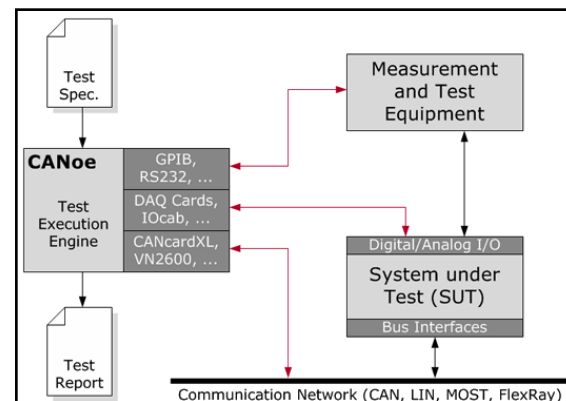 Test
Spec.
Measurement
and Test
Equipment
CANoe
Test
Execution
Engine
GPIB,
RS232, ...
DAQ Cards,
IOcab, ...
CANcardXL,
VN2600, ...
Digital/Analog I/O
System under
Test (SUT)
Bus Interfaces
Test
Report
Communication Network (CAN, LIN, MOST, FlexRay)